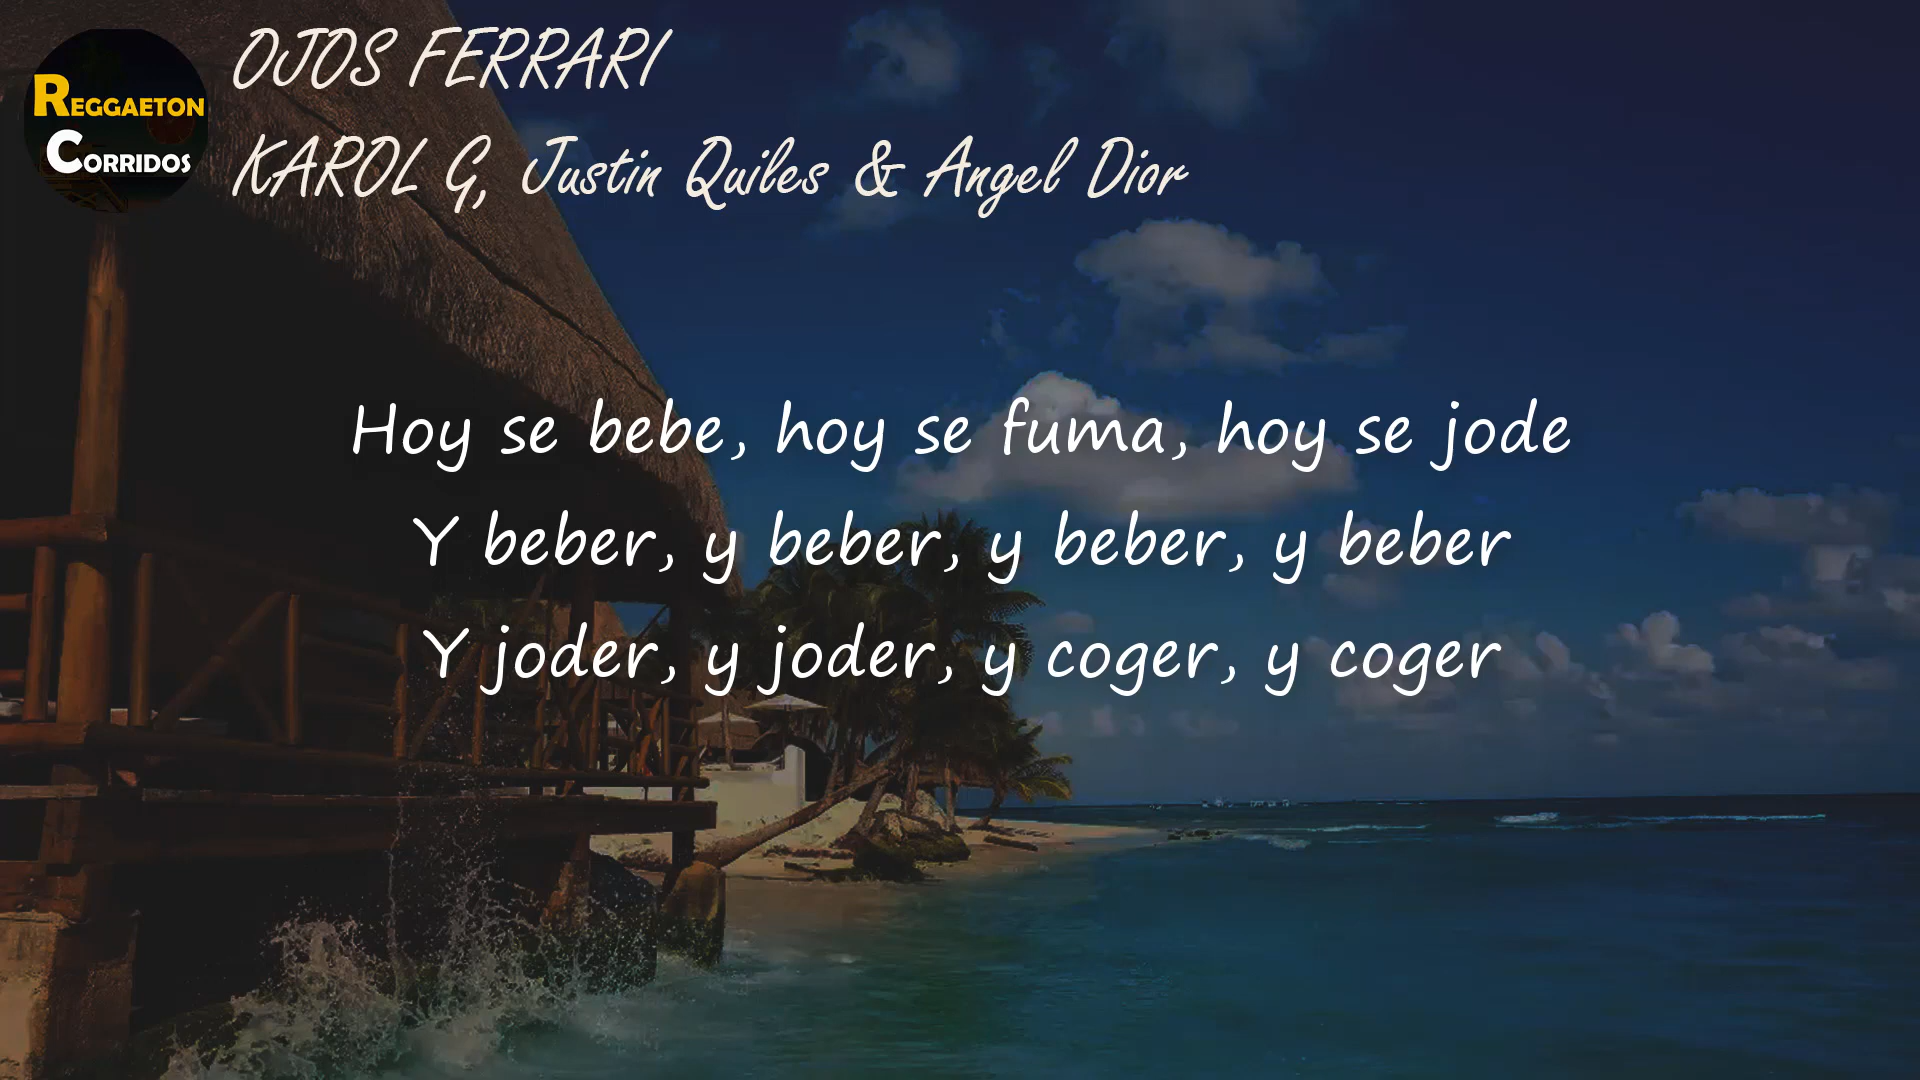 OJOS FERRARI
REGGAETON
CORRIDOS
KAROL G, Justin Quiles & Angel Dior
Hoy se bebe, hoy se fuma, hoy se jode
Y beber, y beber, y beber, y beber
Y joder, y joder, y coger, y coger